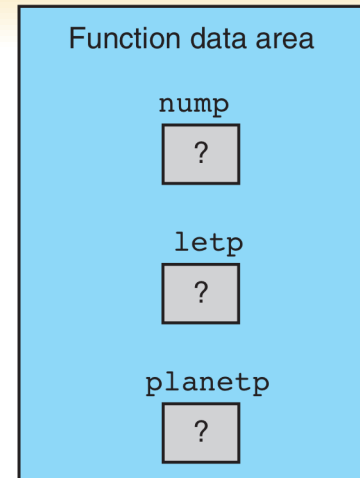 Function data area
nump
?
letp
?
planetp
?